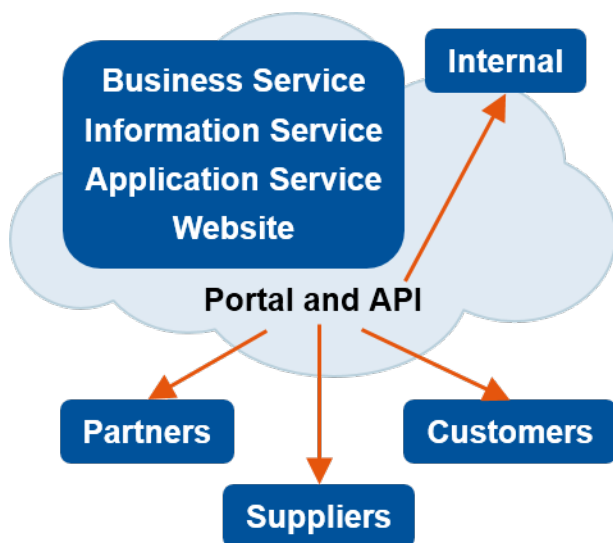 Internal
Business Service
Information Service
Application Service
Website
Portal and API
Partners
Customers
Suppliers